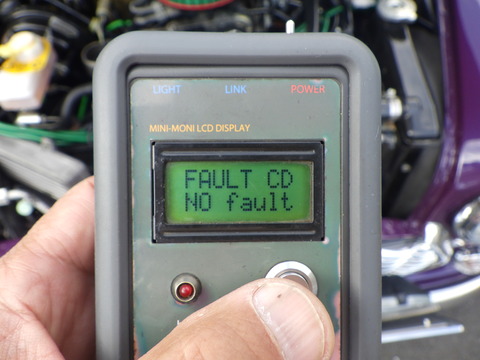 LIGHT LINK POWER
MINI-MONI LCD DISPLAY
FAULT CD
NO fault